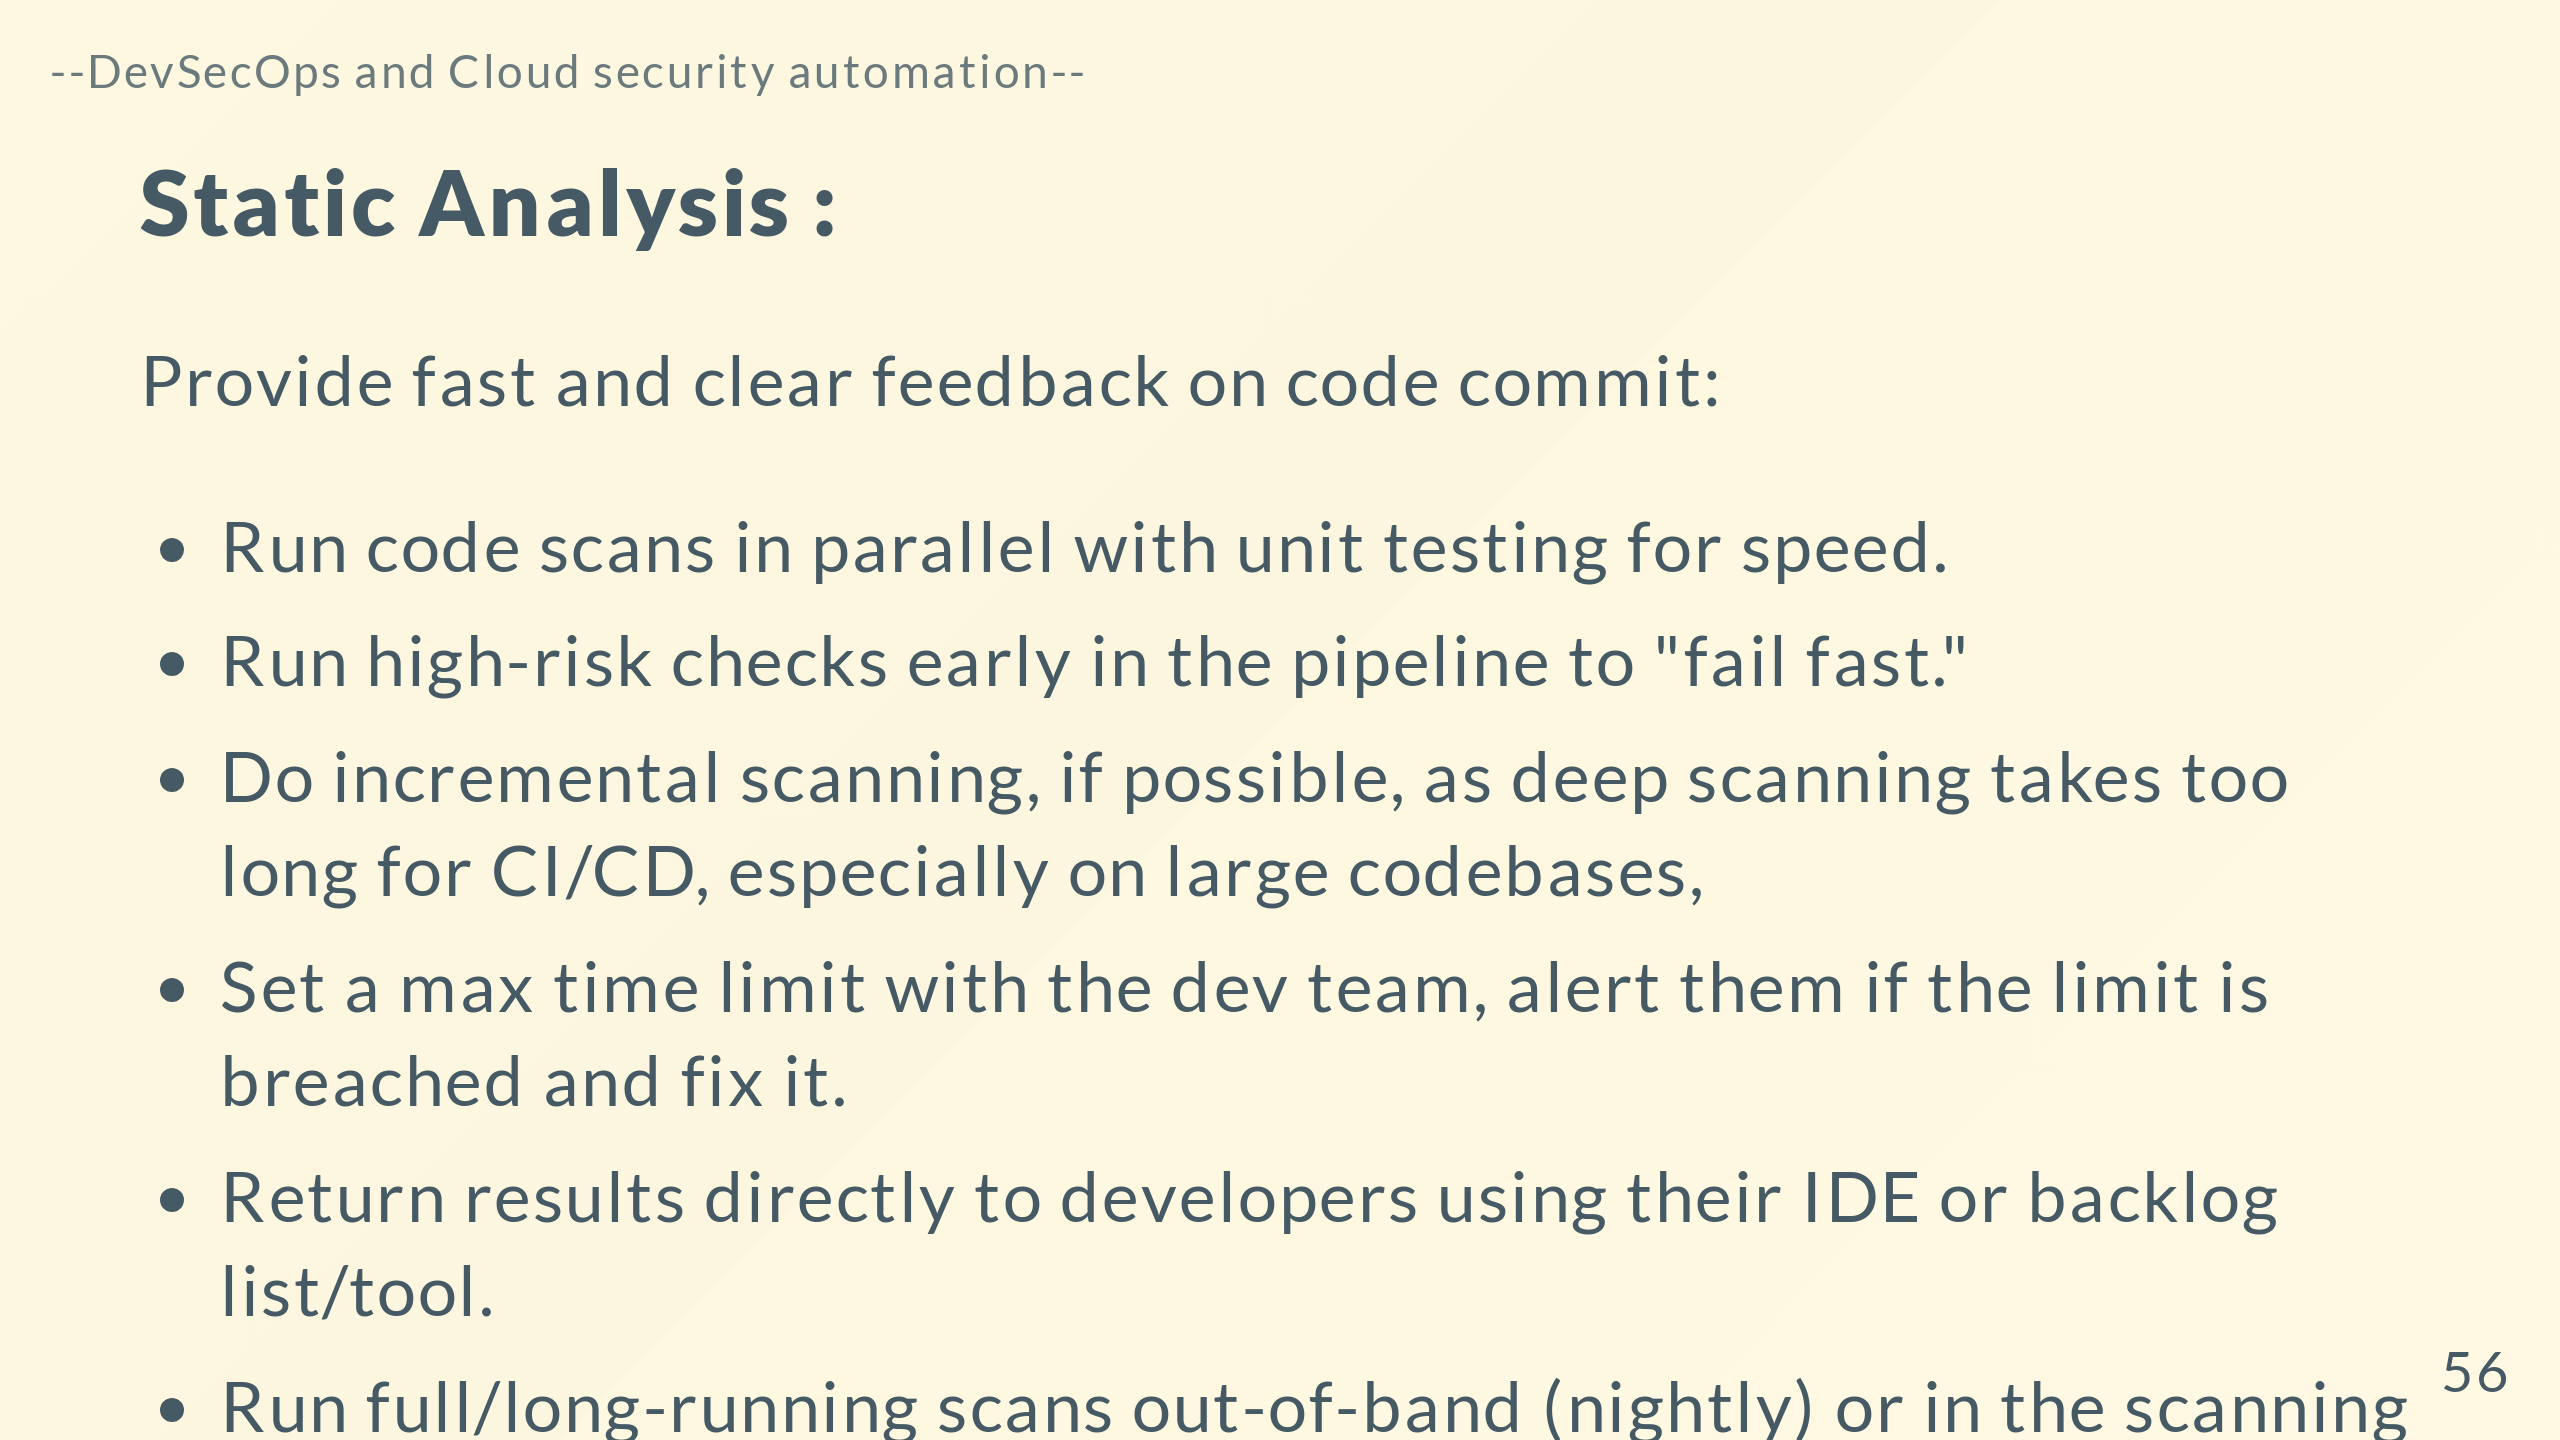 --DevSecOps and Cloud security automation--
Static Analysis :
Provide fast and clear feedback on code commit:
• Run code scans in parallel with unit testing for speed.
• Run high-risk checks early in the pipeline to "fail fast."
• Do incremental scanning, if possible, as deep scanning takes too
long for CI/CD, especially on large codebases,
• Set a max time limit with the dev team, alert them if the limit is
breached and fix it.
• Return results directly to developers using their IDE or backlog
list/tool.
• Run full/long-running scans out-of-band (nightly) or in the scanning
56